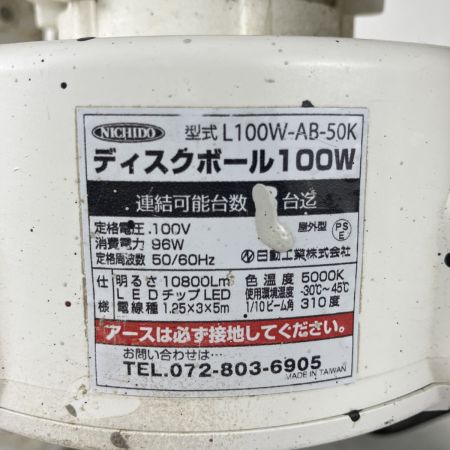 NICHIDO 型式 L100W-AB-50K
ディスクボール100W
連結可能台数 台迄
定格電圧 100V 屋外型 PSE
消費電力 96W
定格周波数 50/60Hz 日動工業株式会社
仕様 明るさ 10800Lm 色温度 5000K
LED チップLED 使用環境温度 -30℃~45℃
電線種 1.25×3×5m 1/10ビーム角 310度
アースは必ず接地してください。
お問い合わせは…
TEL.072-803-6905
MADE IN TAIWAN